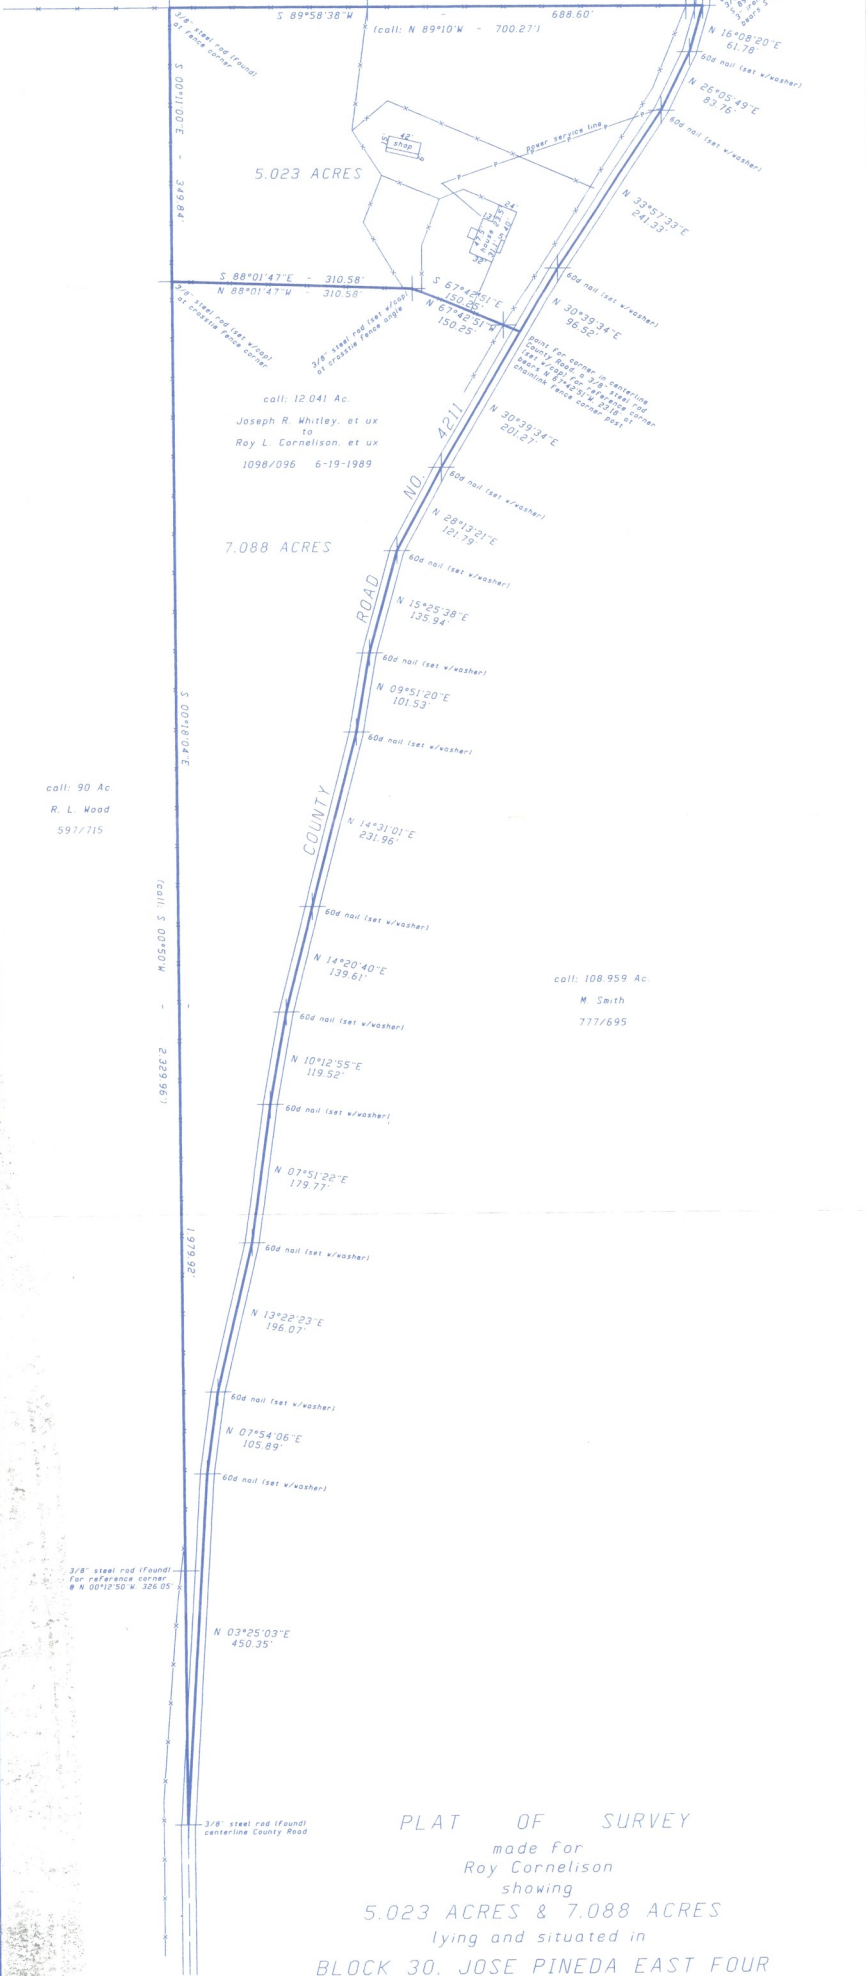 S 89°58'38"W - 688.60'
(call: N 89°10'W - 700.27')
3/8" steel rod (found)
at fence corner
N 16°08'20"E
61.78'
60d nail (set w/washer)
N 26°05'49"E
83.76'
60d nail (set w/washer)
S 00°11'00"E - 349.84'
power service line
42'
shop
5.023 ACRES
24'
house
32'
N 33°57'33"E
241.33'
60d nail (set w/washer)
S 88°01'47"E - 310.58'
N 88°01'47"W - 310.58'
S 67°42'51"E
150.25'
N 67°42'51"W
150.25'
3/8" steel rod (set w/cap)
at crosstie fence corner
3/8" steel rod (set w/cap)
at crosstie fence angle
N 30°39'34"E
96.52'
point for corner in centerline
County Road, a 3/8" steel rod
(set w/cap) for reference corner
bears N 67°42'51"W, 23.18' at
chainlink fence corner post
call: 12.041 Ac.
Joseph R. Whitley, et ux
to
Roy L. Cornelison, et ux
1098/096 6-19-1989
N 30°39'34"E
201.27'
60d nail (set w/washer)
N 28°13'21"E
121.79'
7.088 ACRES
60d nail (set w/washer)
COUNTY ROAD NO. 4211
N 15°25'38"E
135.94'
60d nail (set w/washer)
N 09°51'20"E
101.53'
60d nail (set w/washer)
S 00°18'04"E - 1,979.92'
call: 90 Ac.
R. L. Wood
597/715
N 14°31'01"E
231.96'
(call: S 00°50'W - 2,329.96')
60d nail (set w/washer)
N 14°20'40"E
139.61'
call: 108.959 Ac.
M. Smith
777/695
60d nail (set w/washer)
N 10°12'55"E
119.52'
60d nail (set w/washer)
N 07°51'22"E
179.77'
60d nail (set w/washer)
N 13°22'23"E
196.07'
60d nail (set w/washer)
N 07°54'06"E
105.89'
60d nail (set w/washer)
3/8" steel rod (found)
for reference corner
@ N 00°12'50"W, 326.05'
N 03°25'03"E
450.35'
3/8" steel rod (found)
centerline County Road
PLAT OF SURVEY
made for
Roy Cornelison
showing
5.023 ACRES & 7.088 ACRES
lying and situated in
BLOCK 30, JOSE PINEDA EAST FOUR